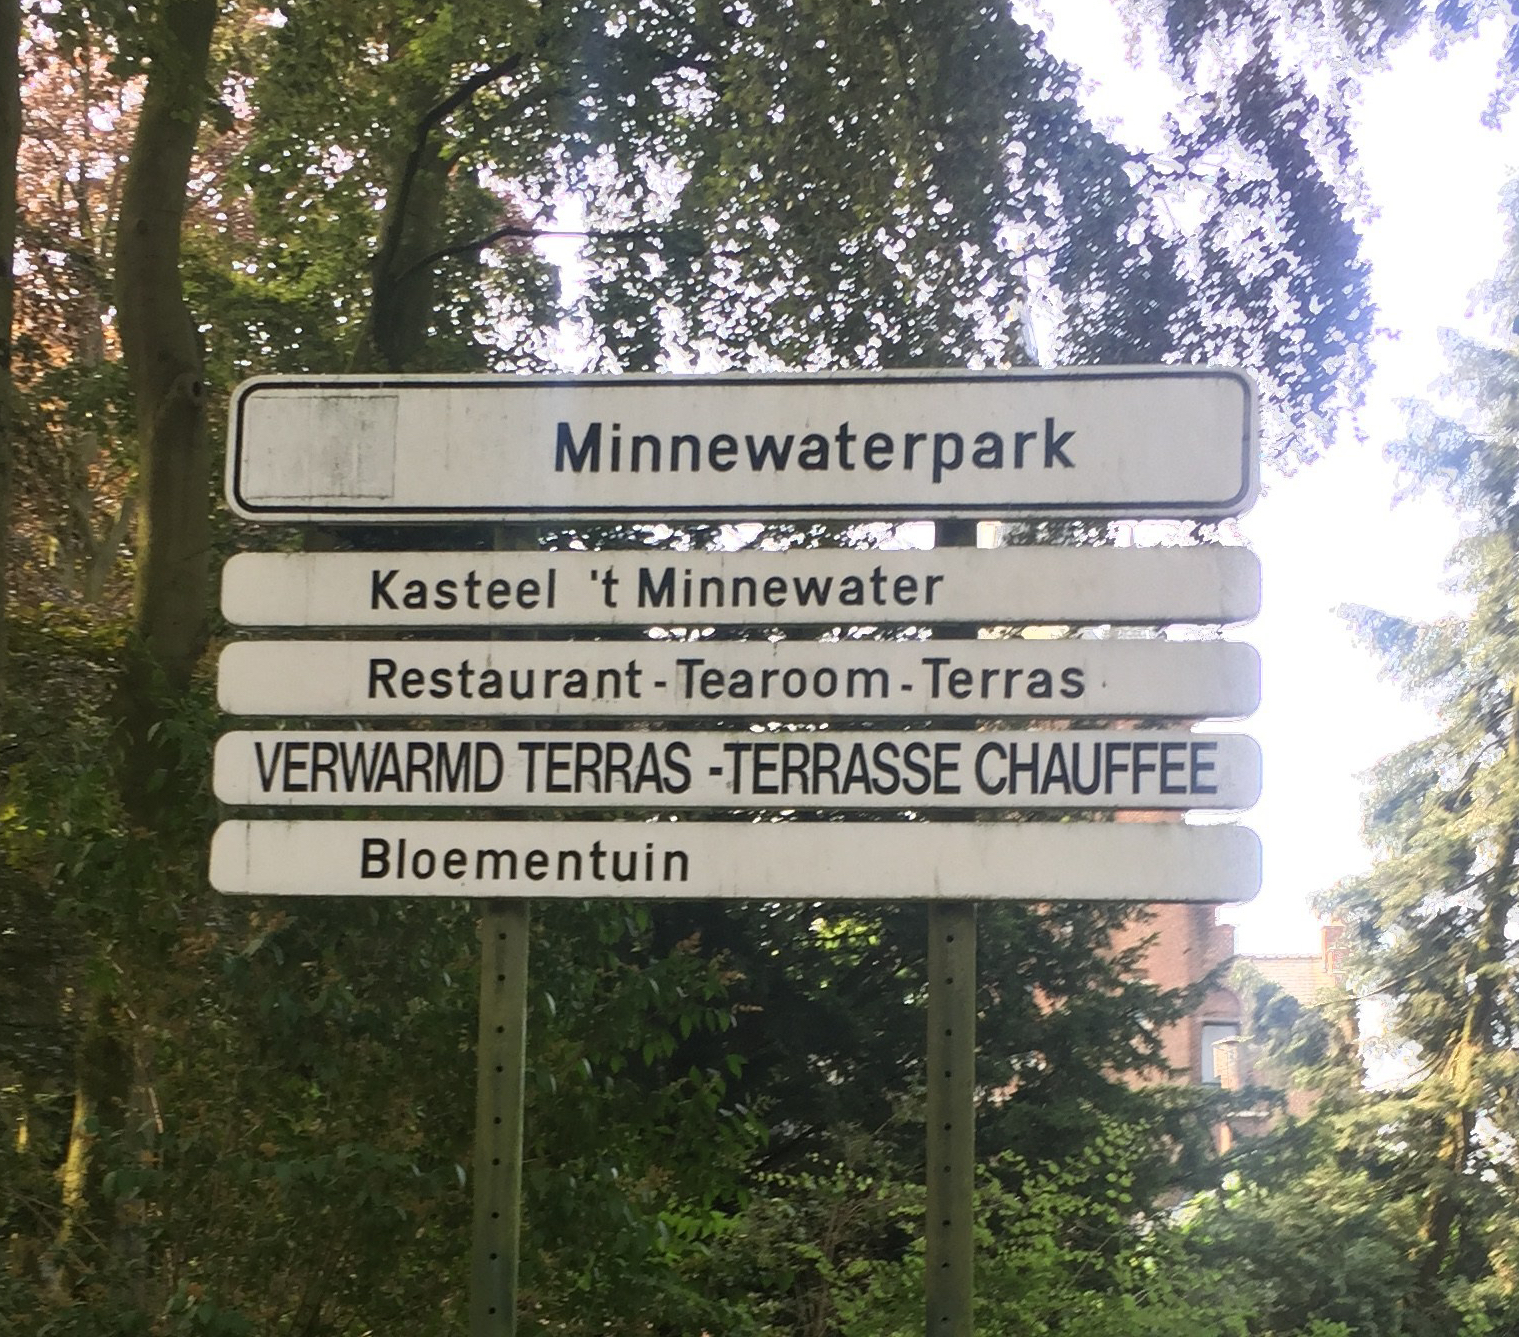 Minnewaterpark
Kasteel 't Minnewater
Restaurant - Tearoom - Terras
VERWARMD TERRAS -TERRASSE CHAUFFEE
Bloementuin